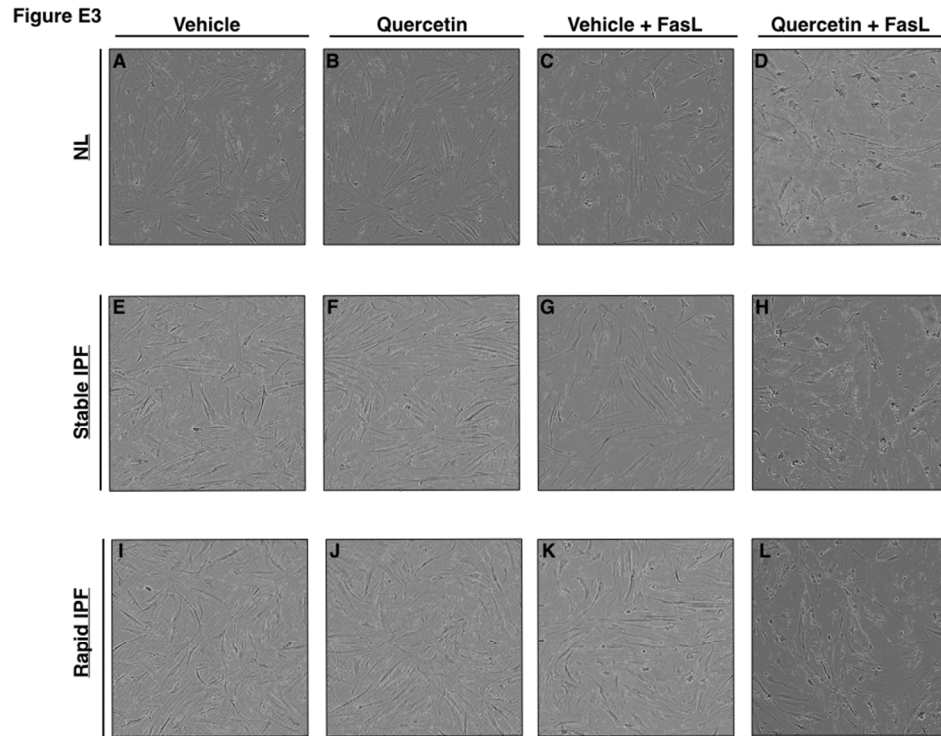 Figure E3
Vehicle
Quercetin
Vehicle + FasL
Quercetin + FasL
NL
A
B
C
D
Stable IPF
E
F
G
H
Rapid IPF
I
J
K
L